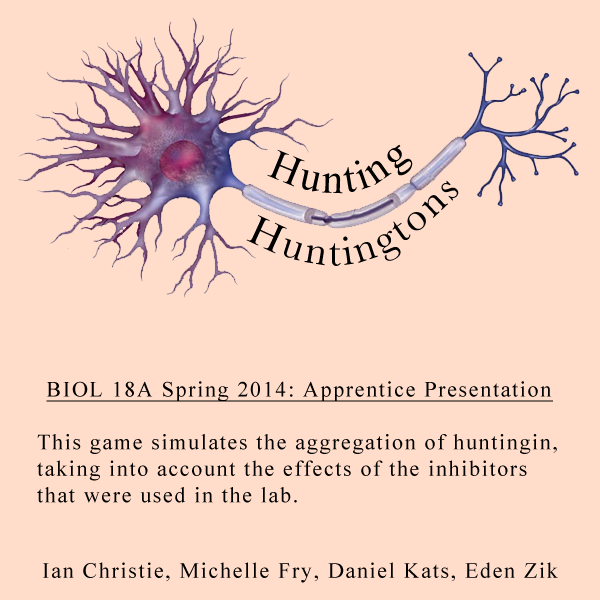 Hunting
Huntingtons
BIOL 18A Spring 2014: Apprentice Presentation
This game simulates the aggregation of huntingin,
taking into account the effects of the inhibitors
that were used in the lab.
Ian Christie, Michelle Fry, Daniel Kats, Eden Zik